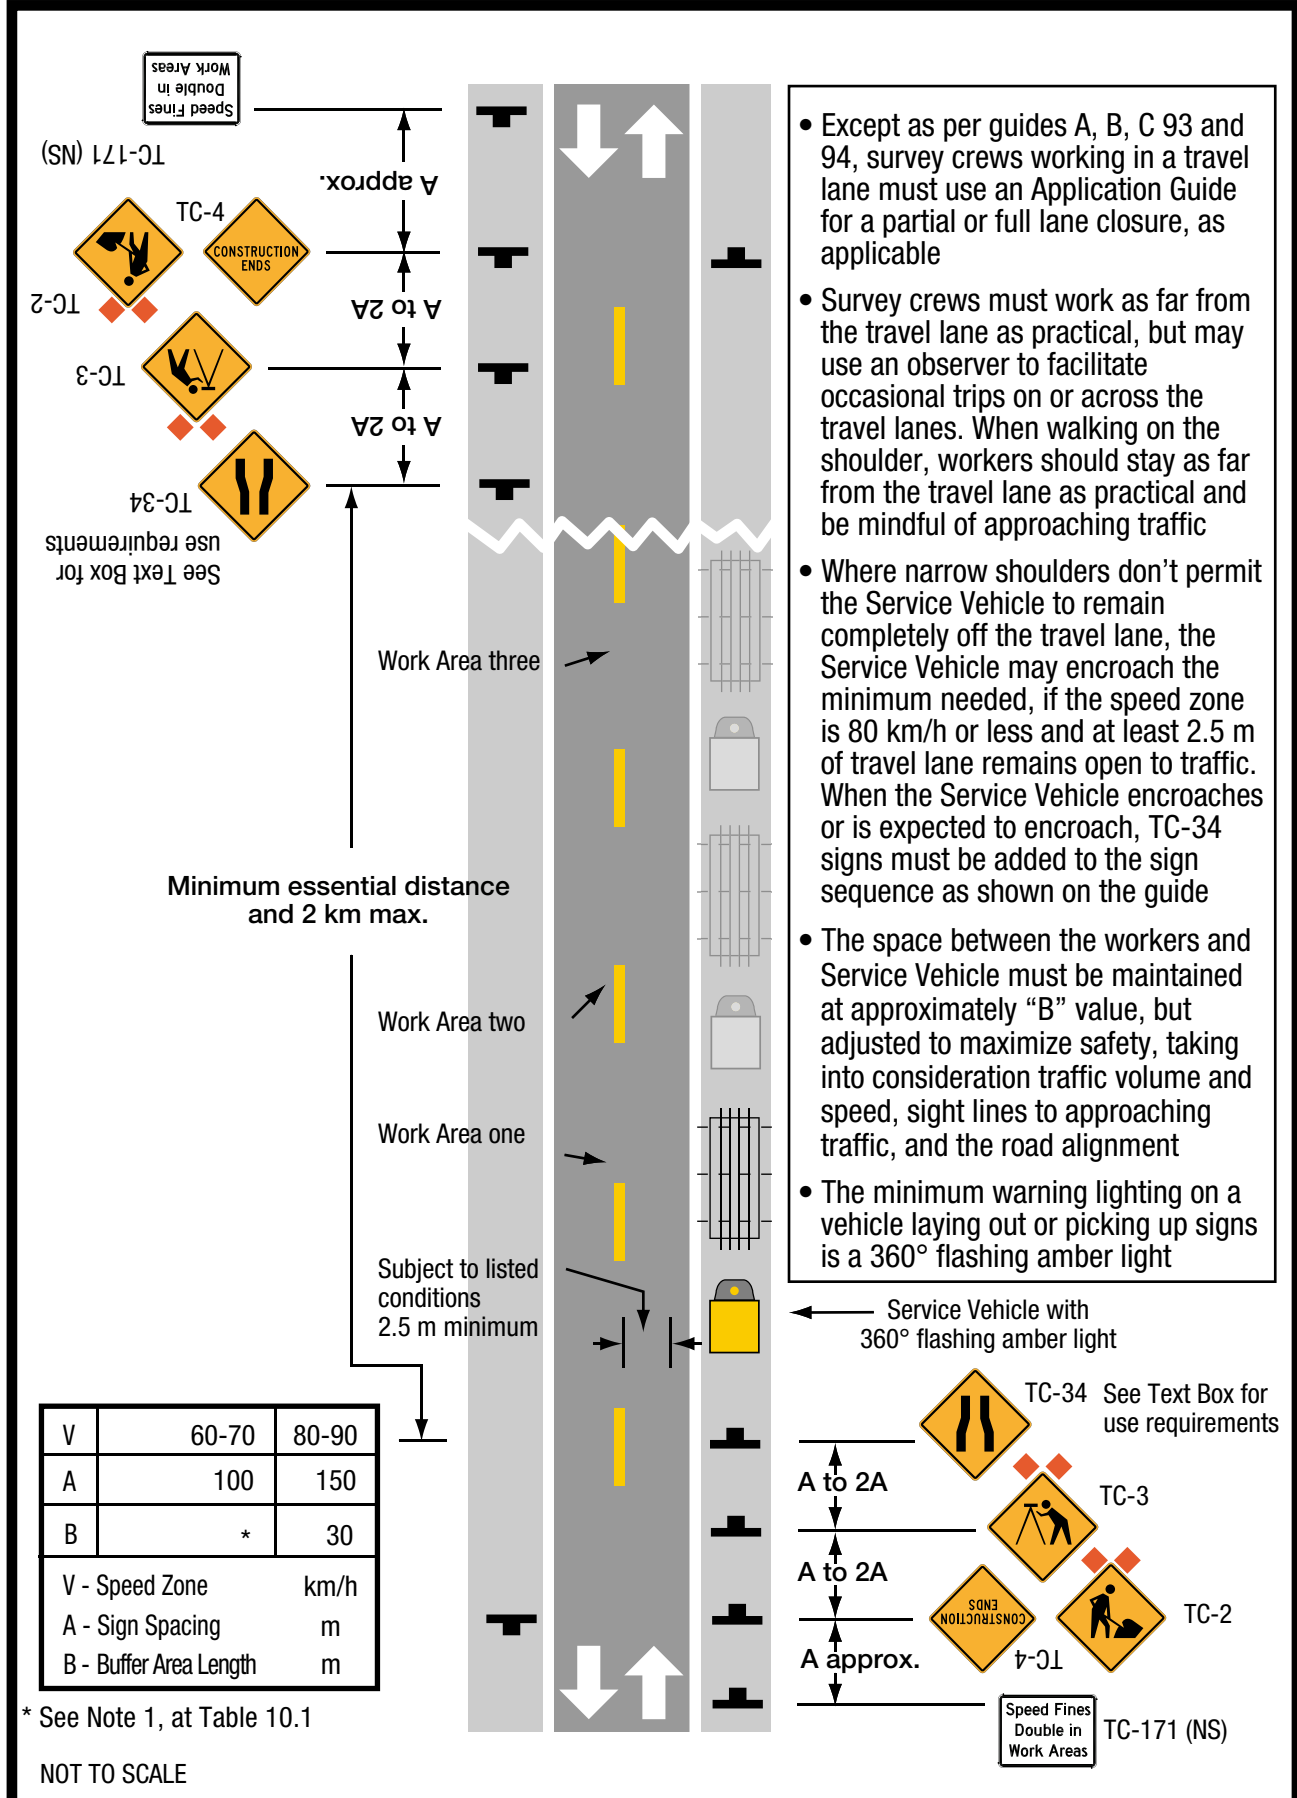 Speed Fines
Double in
Work Areas
TC-171 (NS)
A approx.
TC-4
CONSTRUCTION
ENDS
TC-2
A to 2A
TC-3
A to 2A
TC-34
See Text Box for
use requirements
Work Area three
Minimum essential distance
and 2 km max.
Work Area two
Work Area one
Subject to listed
conditions
2.5 m minimum
• Except as per guides A, B, C 93 and
94, survey crews working in a travel
lane must use an Application Guide
for a partial or full lane closure, as
applicable
• Survey crews must work as far from
the travel lane as practical, but may
use an observer to facilitate
occasional trips on or across the
travel lanes. When walking on the
shoulder, workers should stay as far
from the travel lane as practical and
be mindful of approaching traffic
• Where narrow shoulders don’t permit
the Service Vehicle to remain
completely off the travel lane, the
Service Vehicle may encroach the
minimum needed, if the speed zone
is 80 km/h or less and at least 2.5 m
of travel lane remains open to traffic.
When the Service Vehicle encroaches
or is expected to encroach, TC-34
signs must be added to the sign
sequence as shown on the guide
• The space between the workers and
Service Vehicle must be maintained
at approximately “B” value, but
adjusted to maximize safety, taking
into consideration traffic volume and
speed, sight lines to approaching
traffic, and the road alignment
• The minimum warning lighting on a
vehicle laying out or picking up signs
is a 360° flashing amber light
Service Vehicle with
360° flashing amber light
TC-34 See Text Box for
use requirements
A to 2A
TC-3
A to 2A
CONSTRUCTION
ENDS
TC-2
TC-4
A approx.
Speed Fines
Double in
Work Areas
TC-171 (NS)
V 60-70 80-90
A 100 150
B * 30
V - Speed Zone km/h
A - Sign Spacing m
B - Buffer Area Length m
* See Note 1, at Table 10.1
NOT TO SCALE